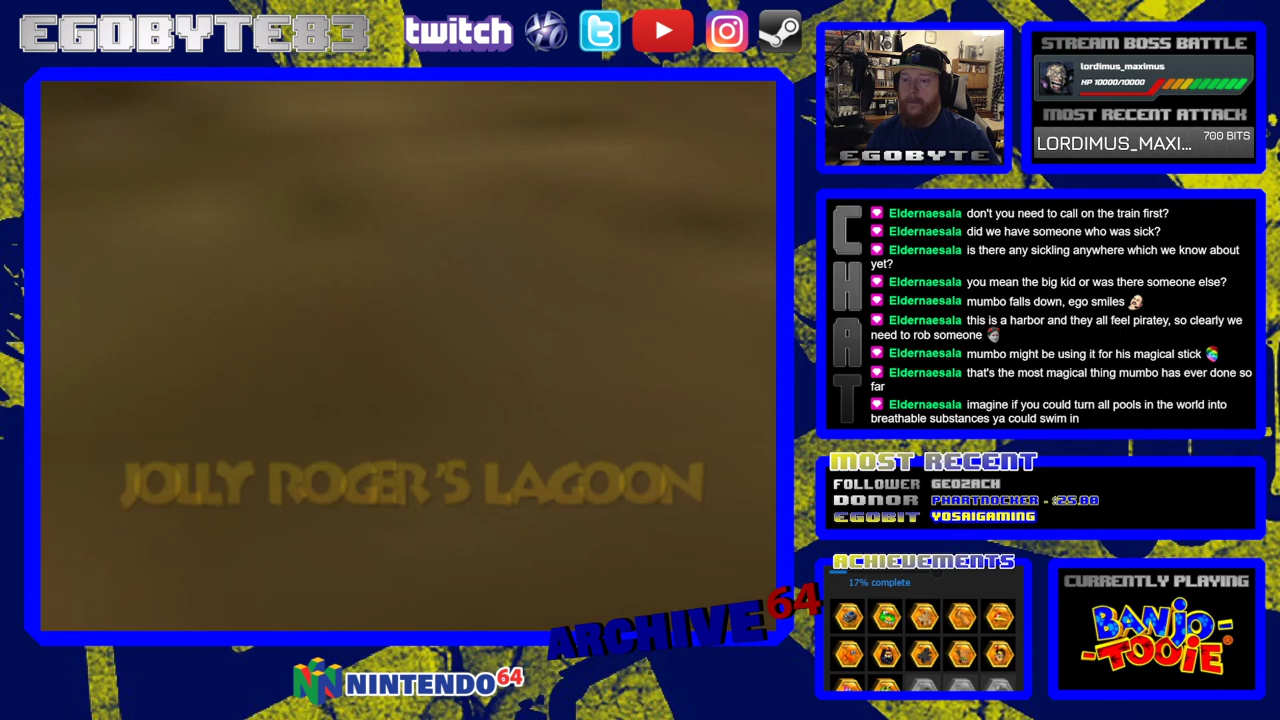 EGOBYTE83
twitch
JOLLY ROGER'S LAGOON
EGOBYTE
STREAM BOSS BATTLE
lordimus_maximus
HP 10000/10000
MOST RECENT ATTACK
LORDIMUS_MAXI...
700 BITS
CHAT
Eldernaesala don't you need to call on the train first?
Eldernaesala did we have someone who was sick?
Eldernaesala is there any sickling anywhere which we know about
yet?
Eldernaesala you mean the big kid or was there someone else?
Eldernaesala mumbo falls down, ego smiles
Eldernaesala this is a harbor and they all feel piratey, so clearly we
need to rob someone
Eldernaesala mumbo might be using it for his magical stick
Eldernaesala that's the most magical thing mumbo has ever done so
far
Eldernaesala imagine if you could turn all pools in the world into
breathable substances ya could swim in
MOST RECENT
FOLLOWER GEOZACH
DONOR PHARTNOCKER - $25.00
EGOBIT YOSAIGAMING
ACHIEVEMENTS
17% complete
CURRENTLY PLAYING
BANJO-
-TOOIE
ARCHIVE 64
NINTENDO 64